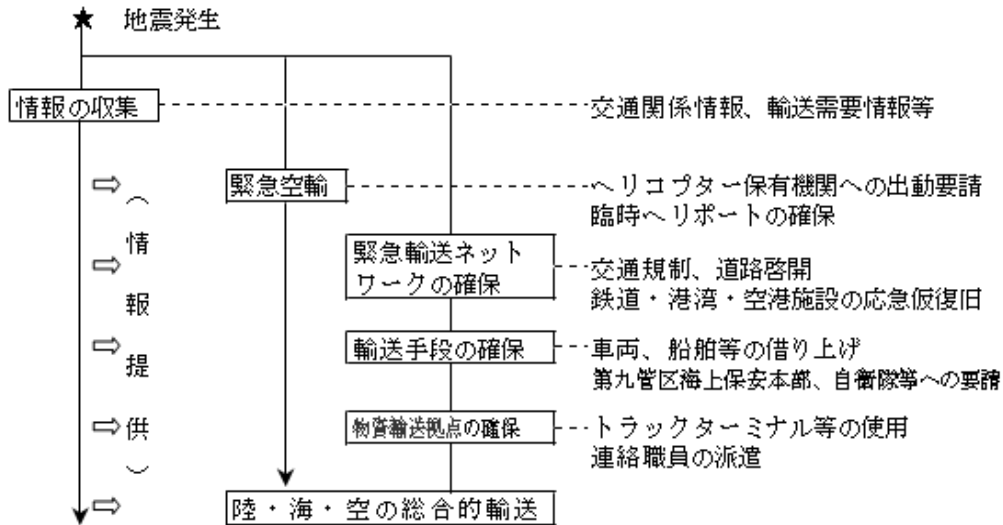 ★ 地震発生
情報の収集
交通関係情報、輸送需要情報等
緊急空輸
ヘリコプター保有機関への出動要請
臨時ヘリポートの確保
(情報提供)
緊急輸送ネット
ワークの確保
交通規制、道路啓開
鉄道・港湾・空港施設の応急仮復旧
輸送手段の確保
車両、船舶等の借り上げ
第九管区海上保安本部、自衛隊等への要請
物資輸送拠点の確保
トラックターミナル等の使用
連絡職員の派遣
陸・海・空の総合的輸送